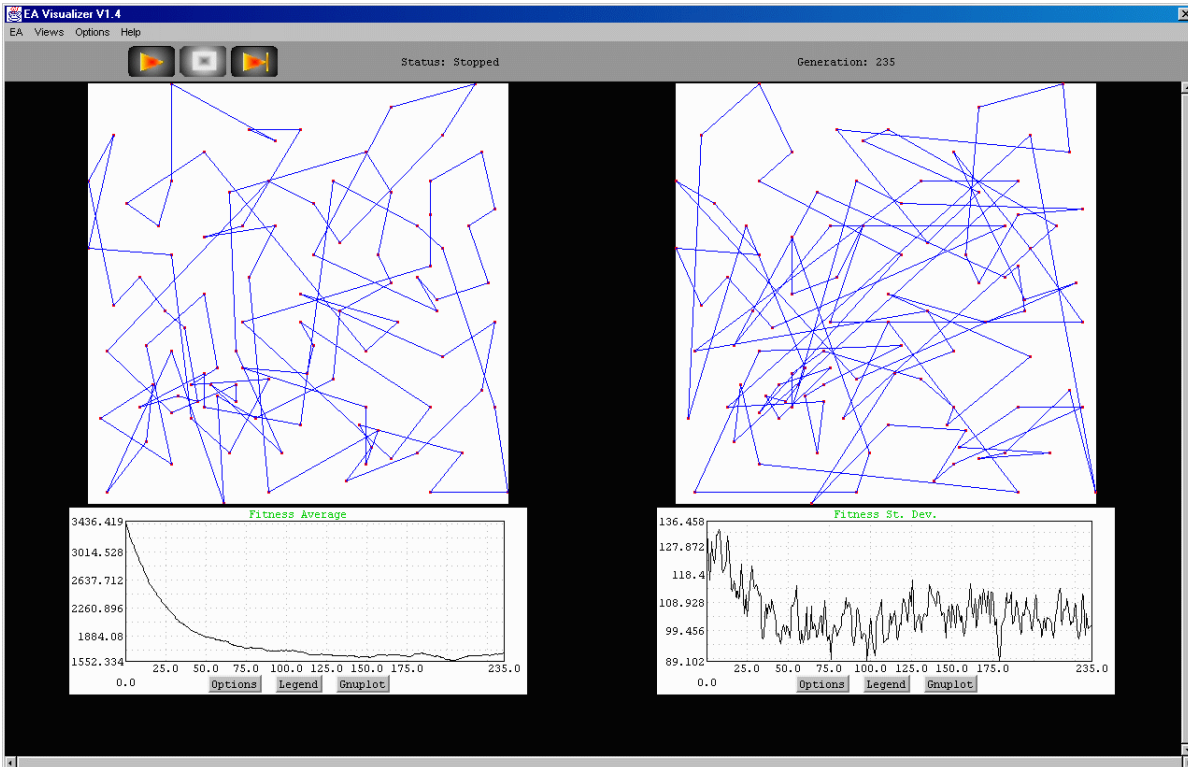 EA Visualizer V1.4
EA Views Options Help
Status: Stopped Generation: 235
Fitness Average
3436.419
3014.528
2637.712
2260.896
1884.08
1552.334
25.0 50.0 75.0 100.0 125.0 150.0 175.0 235.0
0.0
Options Legend Gnuplot
Fitness St. Dev.
136.458
127.872
118.4
108.928
99.456
89.102
25.0 50.0 75.0 100.0 125.0 150.0 175.0 235.0
0.0
Options Legend Gnuplot